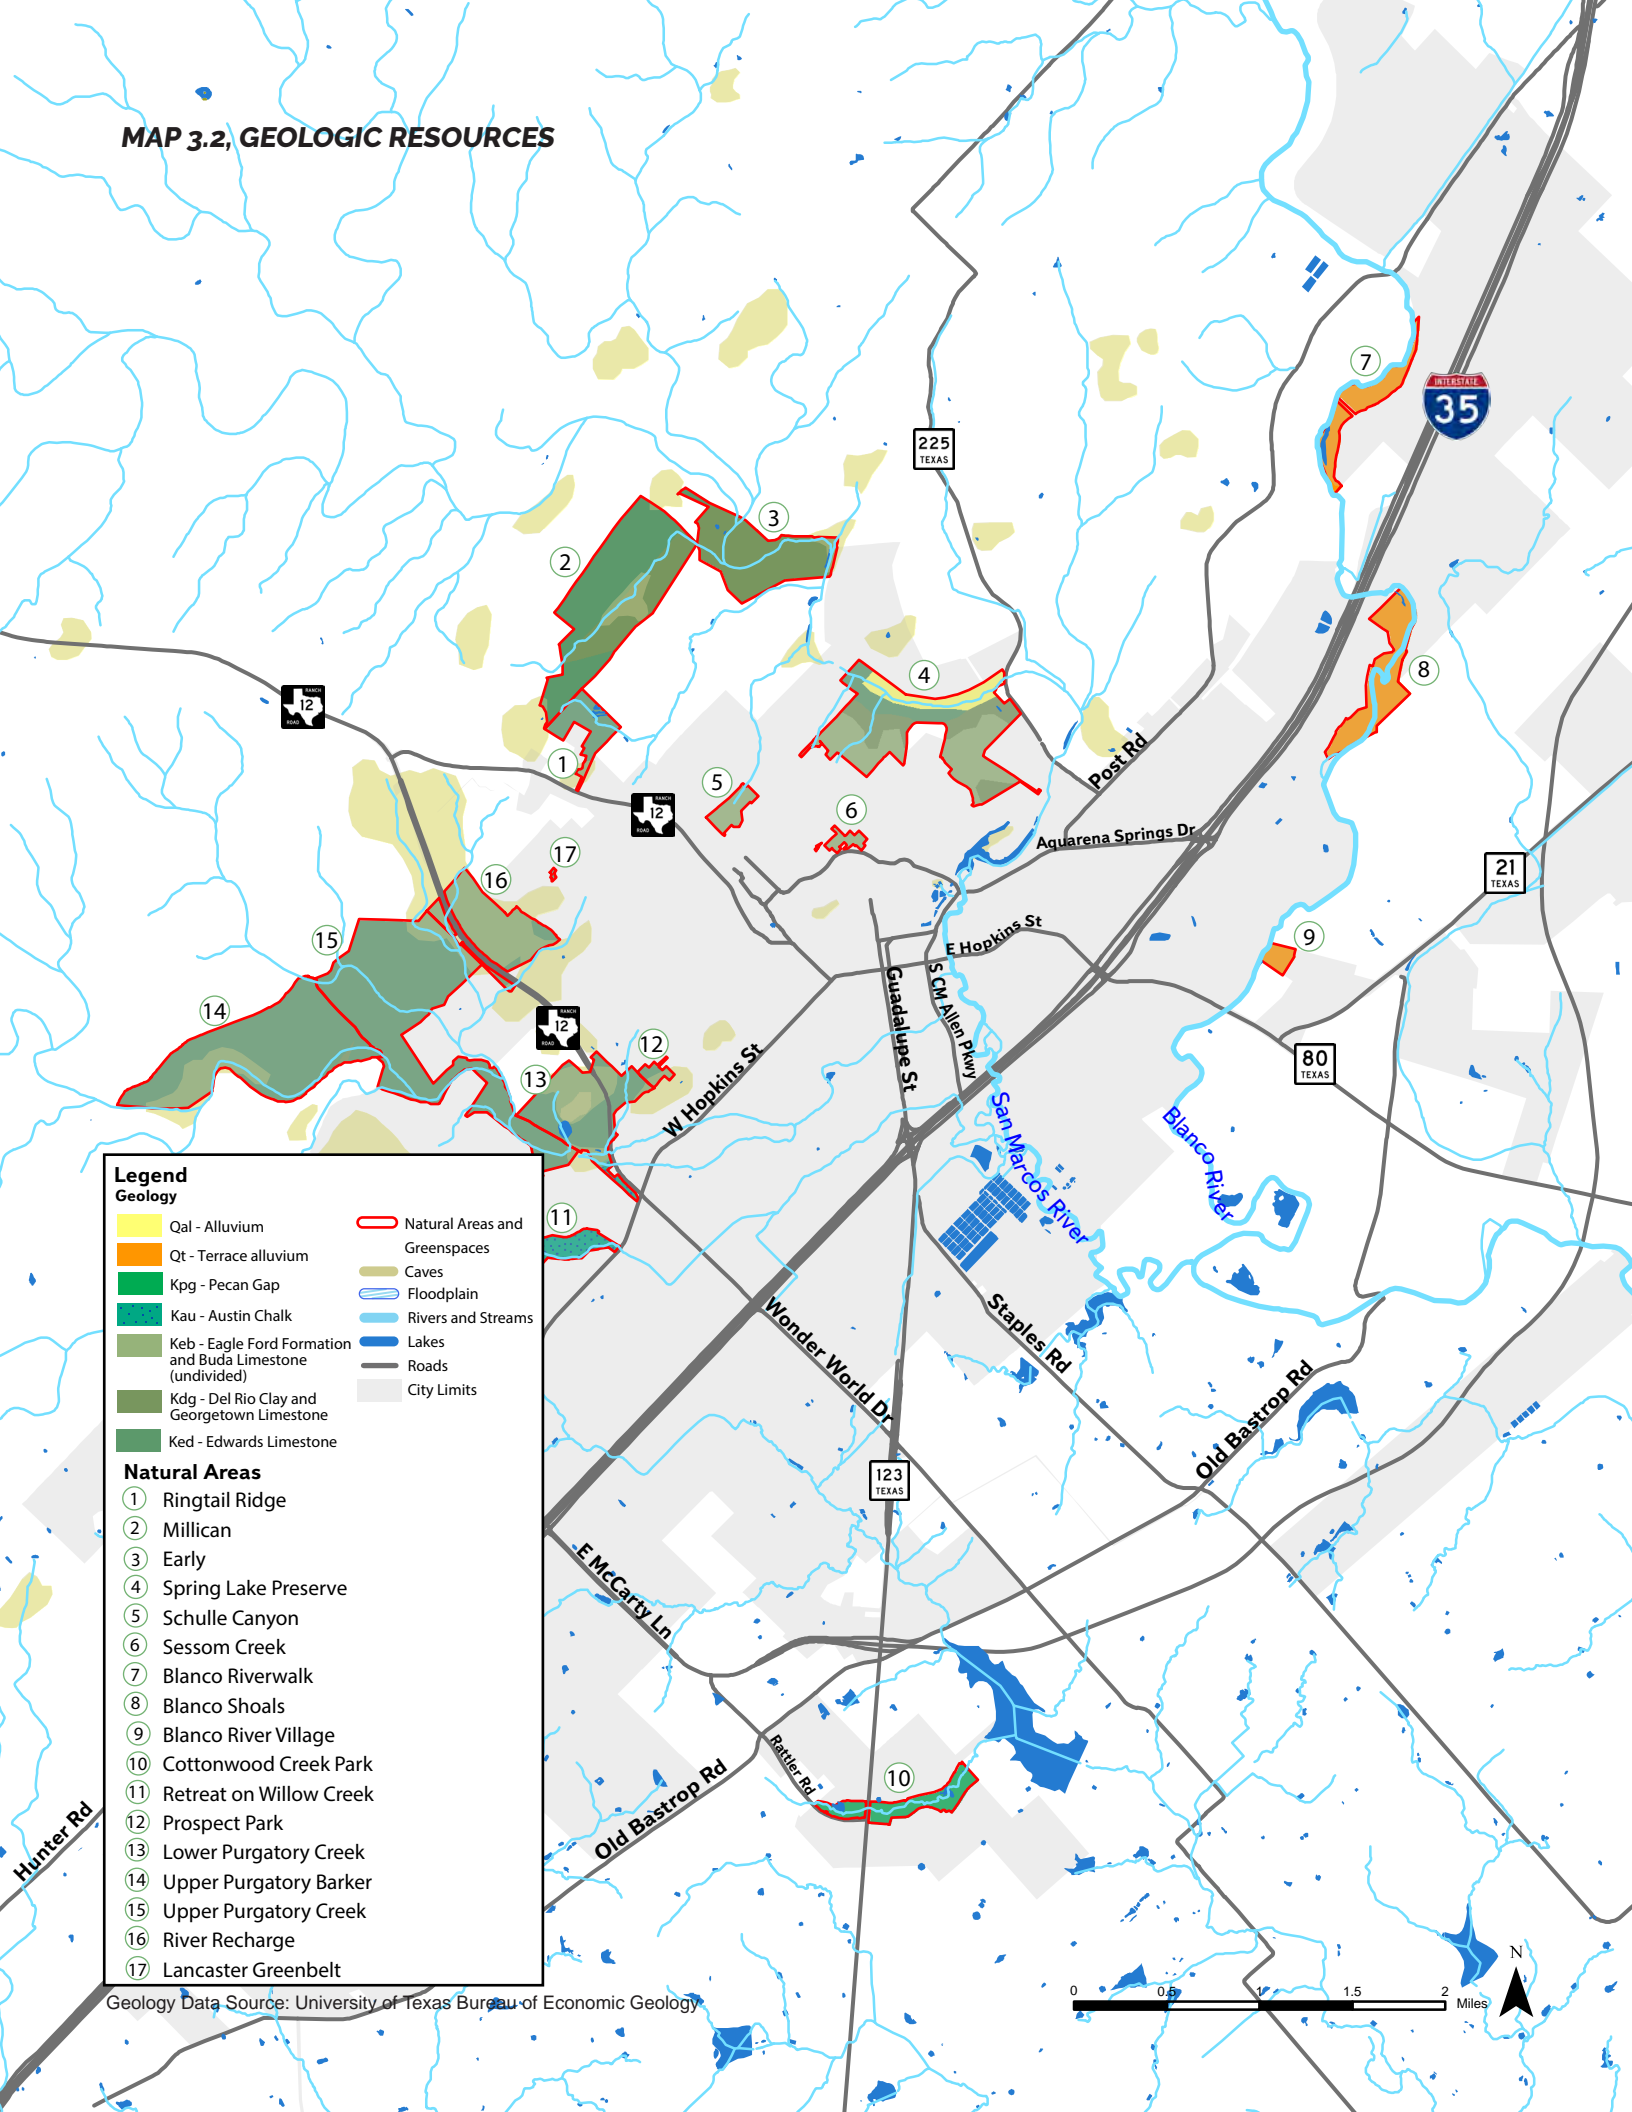 MAP 3.2, GEOLOGIC RESOURCES
7
INTERSTATE
35
225
TEXAS
3
2
8
4
RANCH
12
ROAD
1
5
Post Rd
RANCH
12
ROAD
6
Aquarena Springs Dr
17
16
21
TEXAS
15
E Hopkins St
9
14
S CM Allen Pkwy
Guadalupe St
RANCH
12
ROAD
12
13
W Hopkins St
80
TEXAS
San Marcos River
Blanco River
11
Legend
Geology
Qal - Alluvium
Qt - Terrace alluvium
Kpg - Pecan Gap
Kau - Austin Chalk
Keb - Eagle Ford Formation
and Buda Limestone
(undivided)
Kdg - Del Rio Clay and
Georgetown Limestone
Ked - Edwards Limestone
Natural Areas and
Greenspaces
Caves
Floodplain
Rivers and Streams
Lakes
Roads
City Limits
Natural Areas
1 Ringtail Ridge
2 Millican
3 Early
4 Spring Lake Preserve
5 Schulle Canyon
6 Sessom Creek
7 Blanco Riverwalk
8 Blanco Shoals
9 Blanco River Village
10 Cottonwood Creek Park
11 Retreat on Willow Creek
12 Prospect Park
13 Lower Purgatory Creek
14 Upper Purgatory Barker
15 Upper Purgatory Creek
16 River Recharge
17 Lancaster Greenbelt
Wonder World Dr
Staples Rd
Old Bastrop Rd
123
TEXAS
E McCarty Ln
Rattler Rd
10
Old Bastrop Rd
Hunter Rd
N
0 0.5 1 1.5 2
Miles
Geology Data Source: University of Texas Bureau of Economic Geology